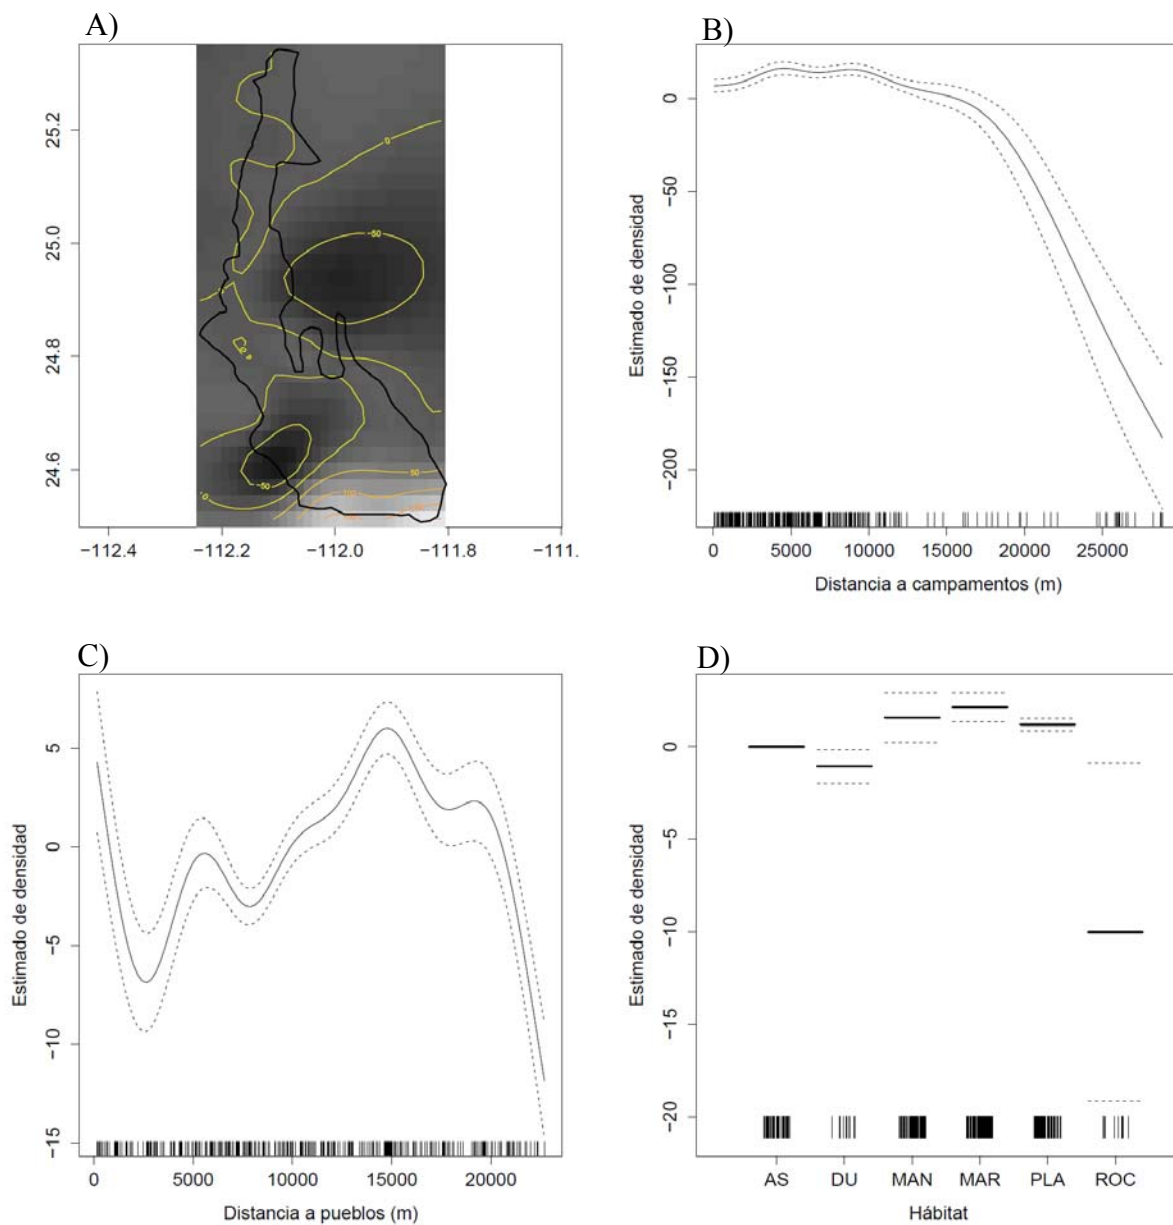 A)
25.2
25.0
24.8
24.6
−112.4 −112.2 −112.0 −111.8 −111.
0
−50
−50
0
50
100
B)
Estimado de densidad
0
−50
−100
−150
−200
0 5000 10000 15000 20000 25000
Distancia a campamentos (m)
C)
Estimado de densidad
5
0
−5
−10
−15
0 5000 10000 15000 20000
Distancia a pueblos (m)
D)
Estimado de densidad
0
−5
−10
−15
−20
AS DU MAN MAR PLA ROC
Hábitat